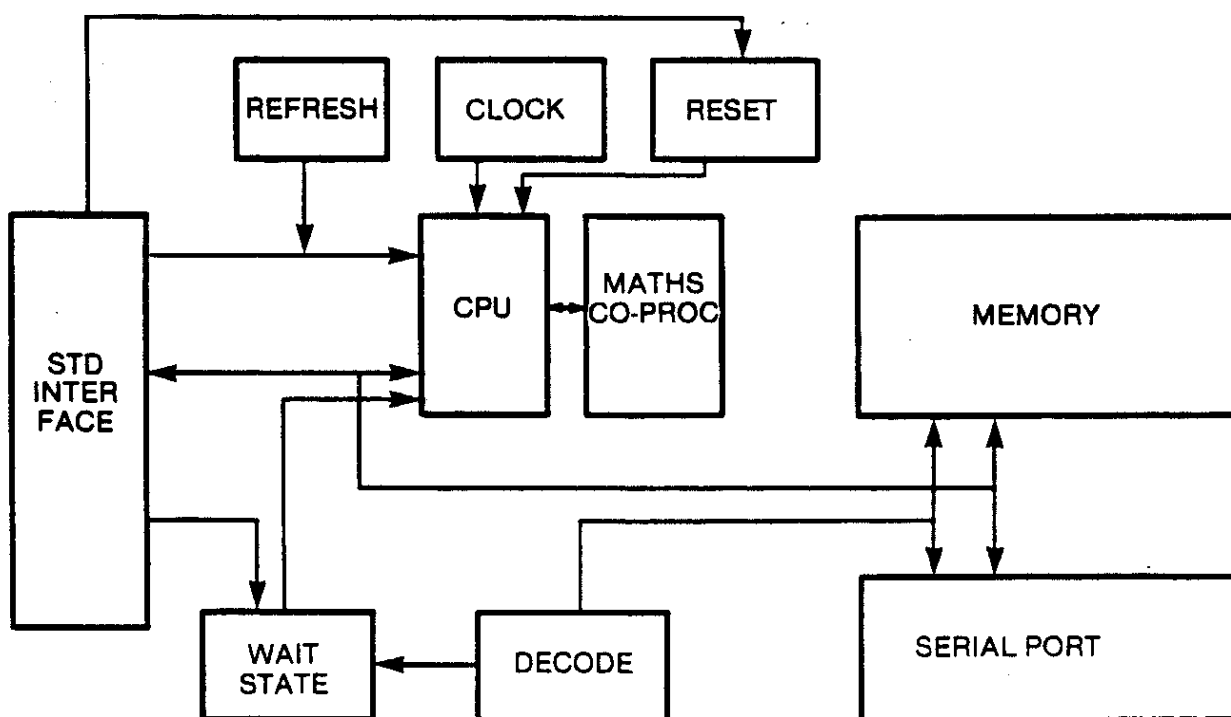 REFRESH
CLOCK
RESET
STD
INTER
FACE
CPU
MATHS
CO-PROC
MEMORY
WAIT
STATE
DECODE
SERIAL PORT